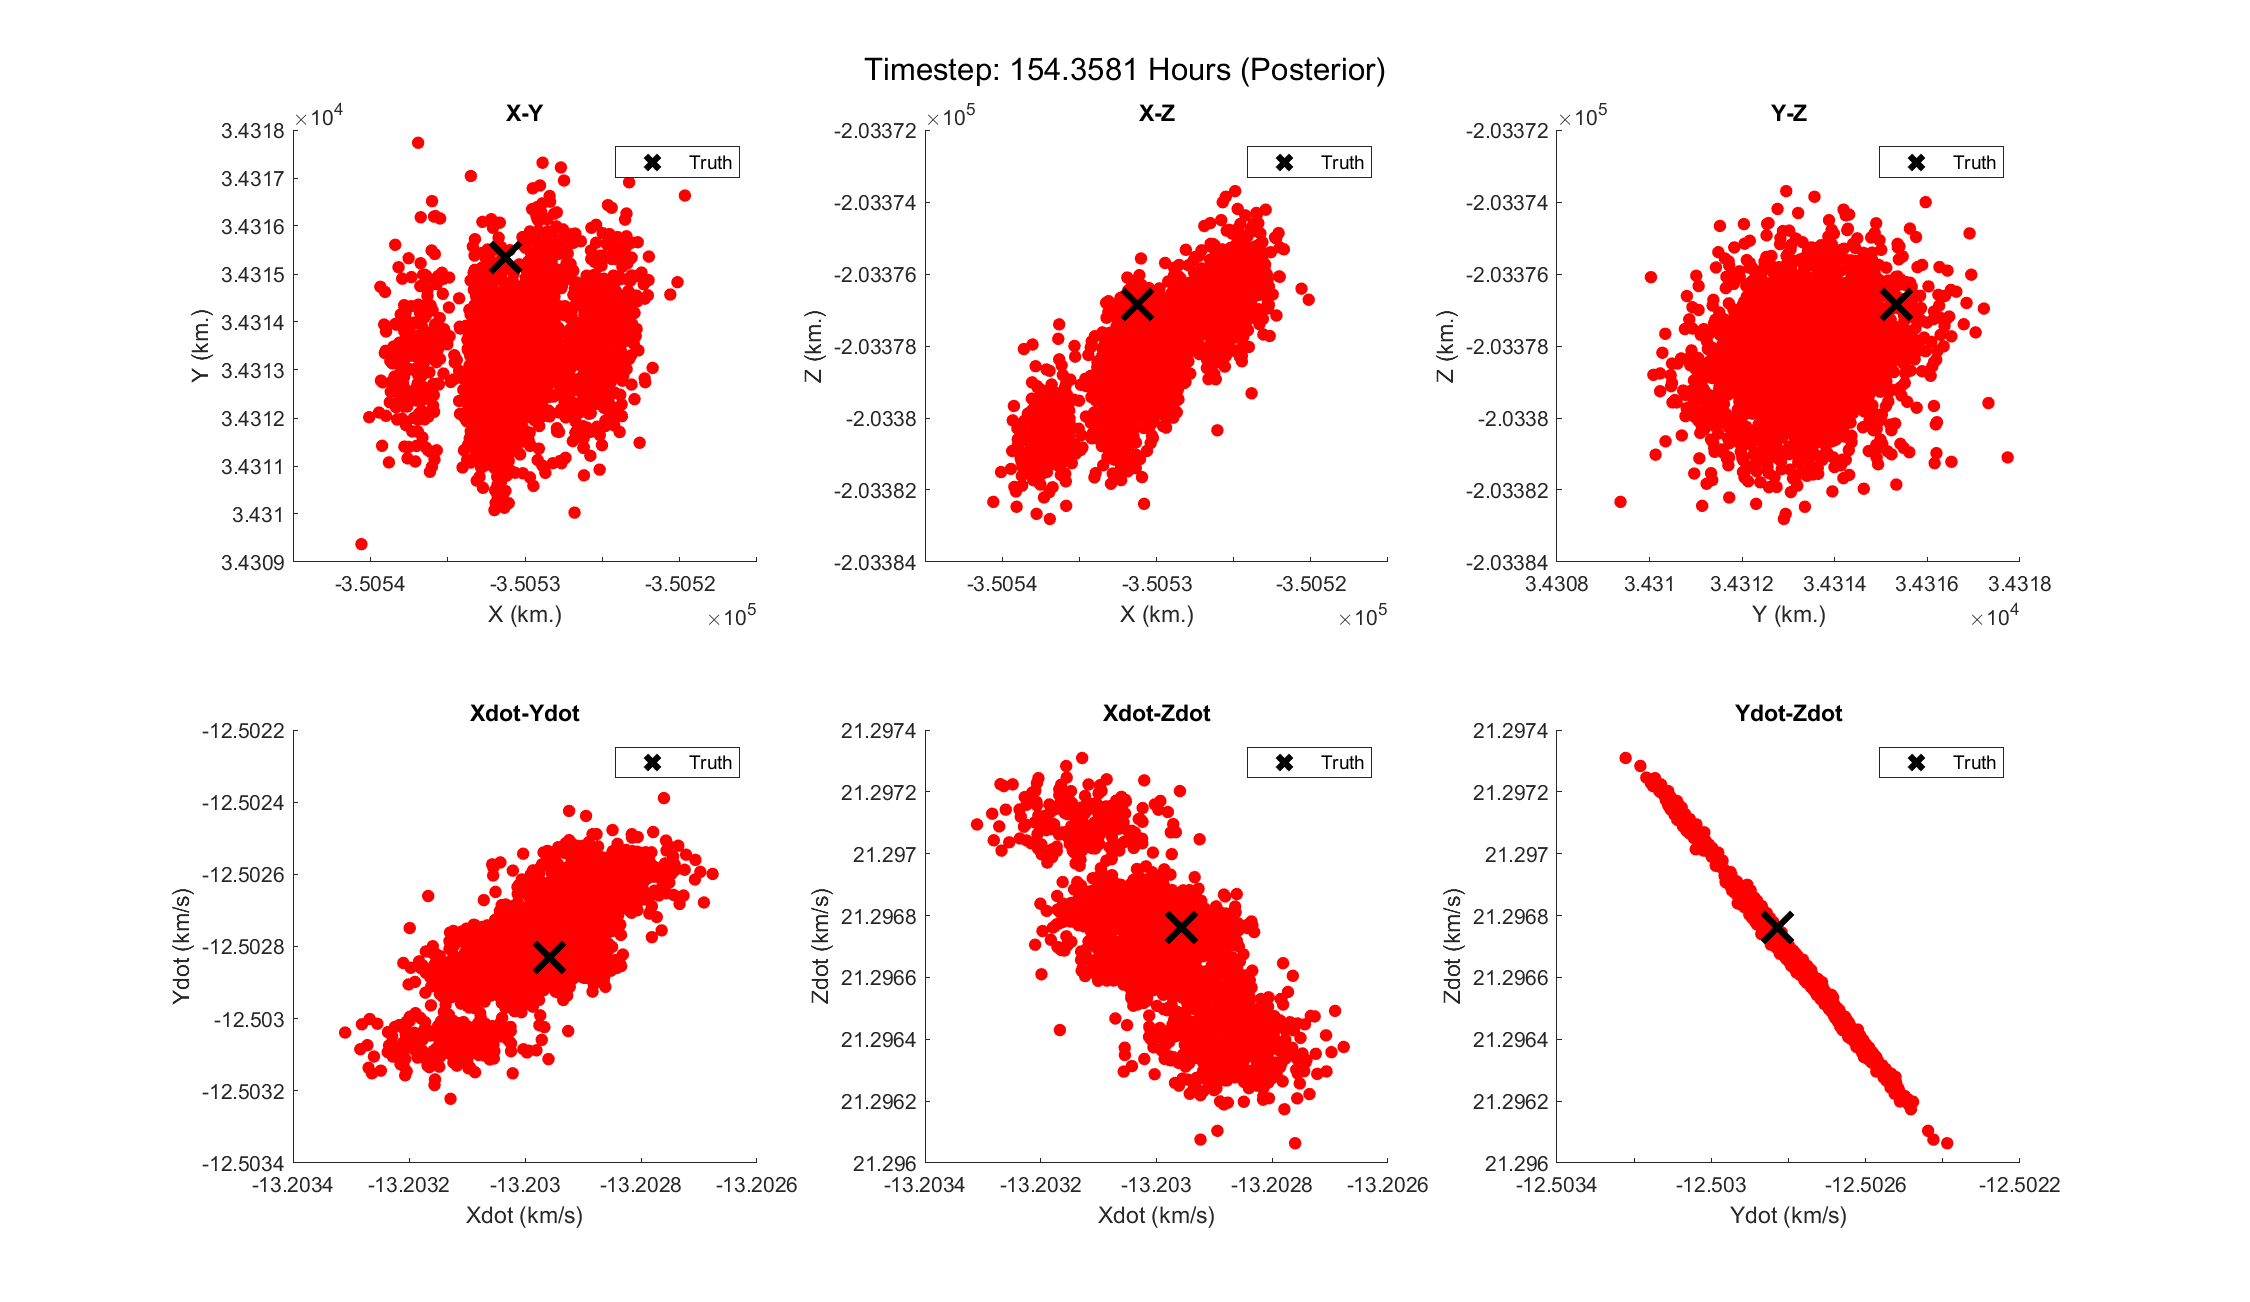 Timestep: 154.3581 Hours (Posterior)
X-Y
×10^4
3.4318
3.4317
3.4316
3.4315
3.4314
3.4313
3.4312
3.4311
3.431
3.4309
Y (km.)
Truth
-3.5054 -3.5053 -3.5052
X (km.)
×10^5
X-Z
×10^5
-2.03372
-2.03374
-2.03376
-2.03378
-2.0338
-2.03382
-2.03384
Z (km.)
Truth
-3.5054 -3.5053 -3.5052
X (km.)
×10^5
Y-Z
×10^5
-2.03372
-2.03374
-2.03376
-2.03378
-2.0338
-2.03382
-2.03384
Z (km.)
Truth
3.4308 3.431 3.4312 3.4314 3.4316 3.4318
Y (km.)
×10^4
Xdot-Ydot
-12.5022
-12.5024
-12.5026
-12.5028
-12.503
-12.5032
-12.5034
Ydot (km/s)
Truth
-13.2034 -13.2032 -13.203 -13.2028 -13.2026
Xdot (km/s)
Xdot-Zdot
21.2974
21.2972
21.297
21.2968
21.2966
21.2964
21.2962
21.296
Zdot (km/s)
Truth
-13.2034 -13.2032 -13.203 -13.2028 -13.2026
Xdot (km/s)
Ydot-Zdot
21.2974
21.2972
21.297
21.2968
21.2966
21.2964
21.2962
21.296
Zdot (km/s)
Truth
-12.5034 -12.503 -12.5026 -12.5022
Ydot (km/s)